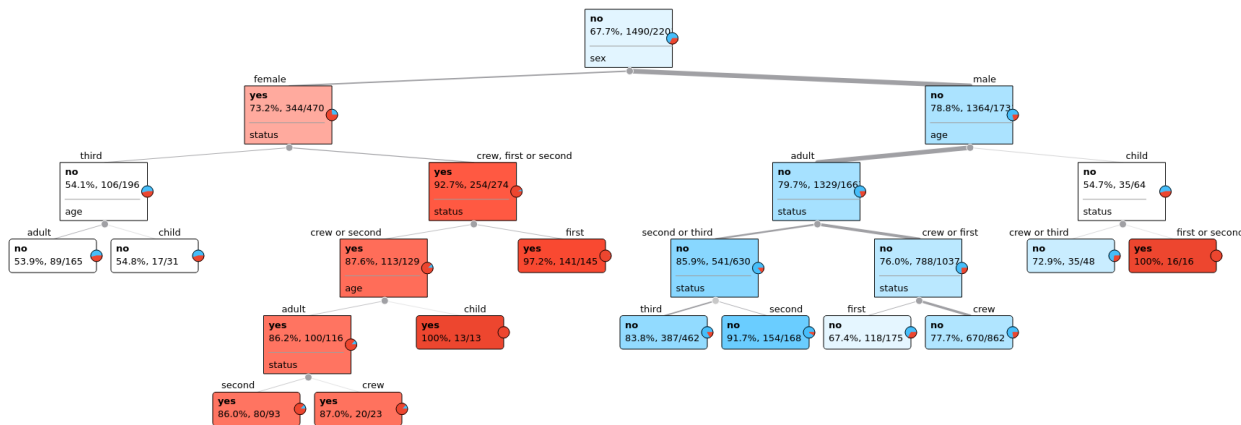 no
67.7%, 1490/220
sex
female
male
yes
73.2%, 344/470
status
no
78.8%, 1364/173
age
third
crew, first or second
adult
child
no
54.1%, 106/196
age
yes
92.7%, 254/274
status
no
79.7%, 1329/166
status
no
54.7%, 35/64
status
adult
child
crew or second
first
second or third
crew or first
crew or third
first or second
no
53.9%, 89/165
no
54.8%, 17/31
yes
87.6%, 113/129
age
yes
97.2%, 141/145
no
85.9%, 541/630
status
no
76.0%, 788/1037
status
no
72.9%, 35/48
yes
100%, 16/16
adult
child
third
second
first
crew
yes
86.2%, 100/116
status
yes
100%, 13/13
no
83.8%, 387/462
no
91.7%, 154/168
no
67.4%, 118/175
no
77.7%, 670/862
second
crew
yes
86.0%, 80/93
yes
87.0%, 20/23